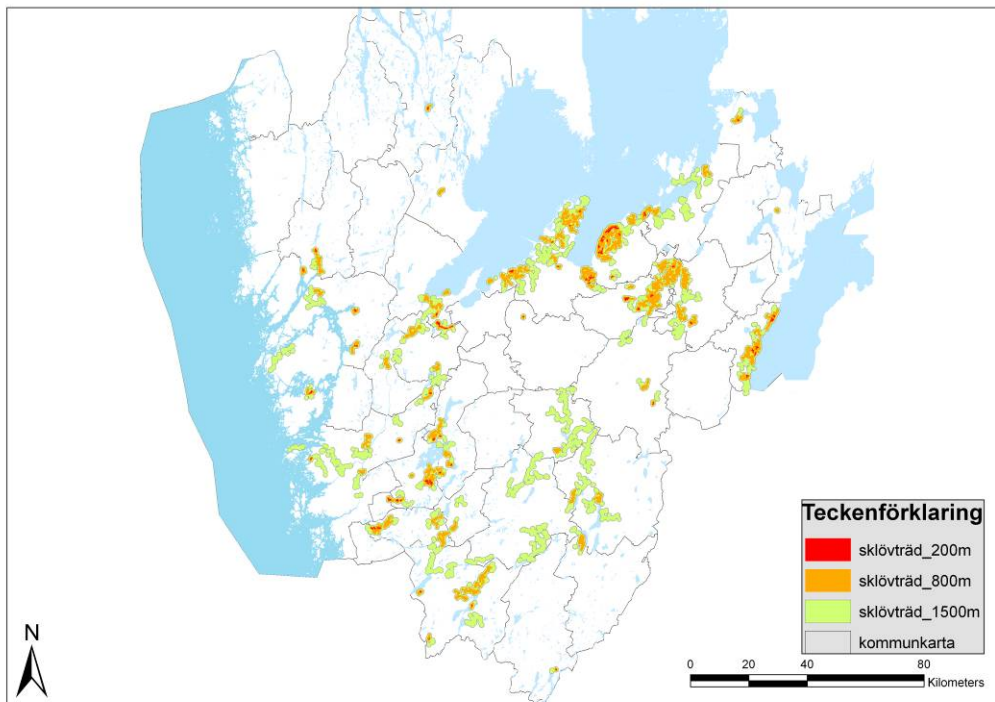 Teckenförklaring
sklövträd_200m
sklövträd_800m
sklövträd_1500m
kommunkarta
N
0 20 40 80
Kilometers